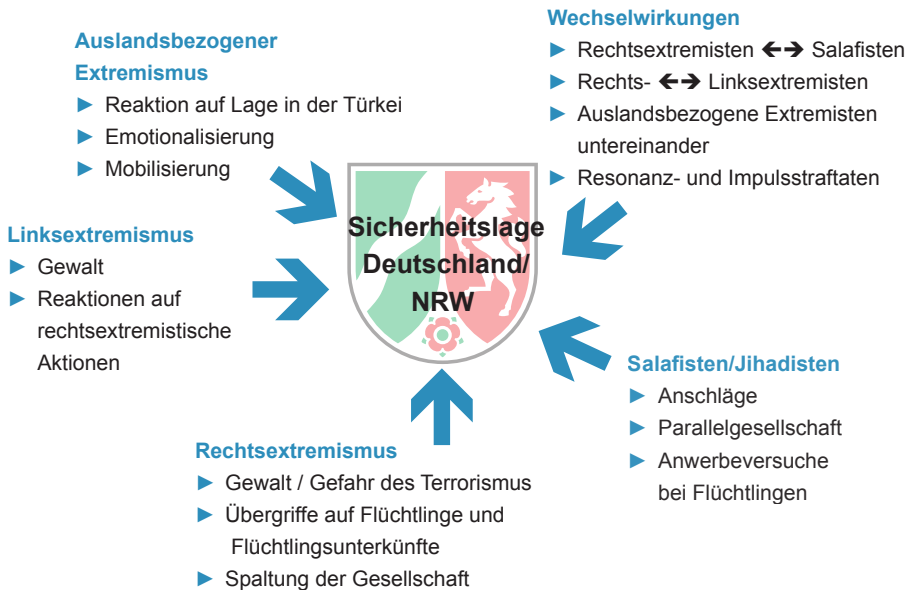 Auslandsbezogener
Extremismus
► Reaktion auf Lage in der Türkei
► Emotionalisierung
► Mobilisierung
Wechselwirkungen
► Rechtsextremisten ←→ Salafisten
► Rechts- ←→ Linksextremisten
► Auslandsbezogene Extremisten
untereinander
► Resonanz- und Impulsstraftaten
Linksextremismus
► Gewalt
► Reaktionen auf
rechtsextremistische
Aktionen
Sicherheitslage
Deutschland/
NRW
Salafisten/Jihadisten
► Anschläge
► Parallelgesellschaft
► Anwerbeversuche
bei Flüchtlingen
Rechtsextremismus
► Gewalt / Gefahr des Terrorismus
► Übergriffe auf Flüchtlinge und
Flüchtlingsunterkünfte
► Spaltung der Gesellschaft